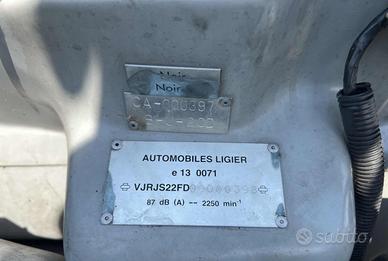 Noir
Noir
CA-000397
AUTOMOBILES LIGIER
e 13 0071
VJRJS22FD
87 dB (A) –– 2250 min⁻¹
subito